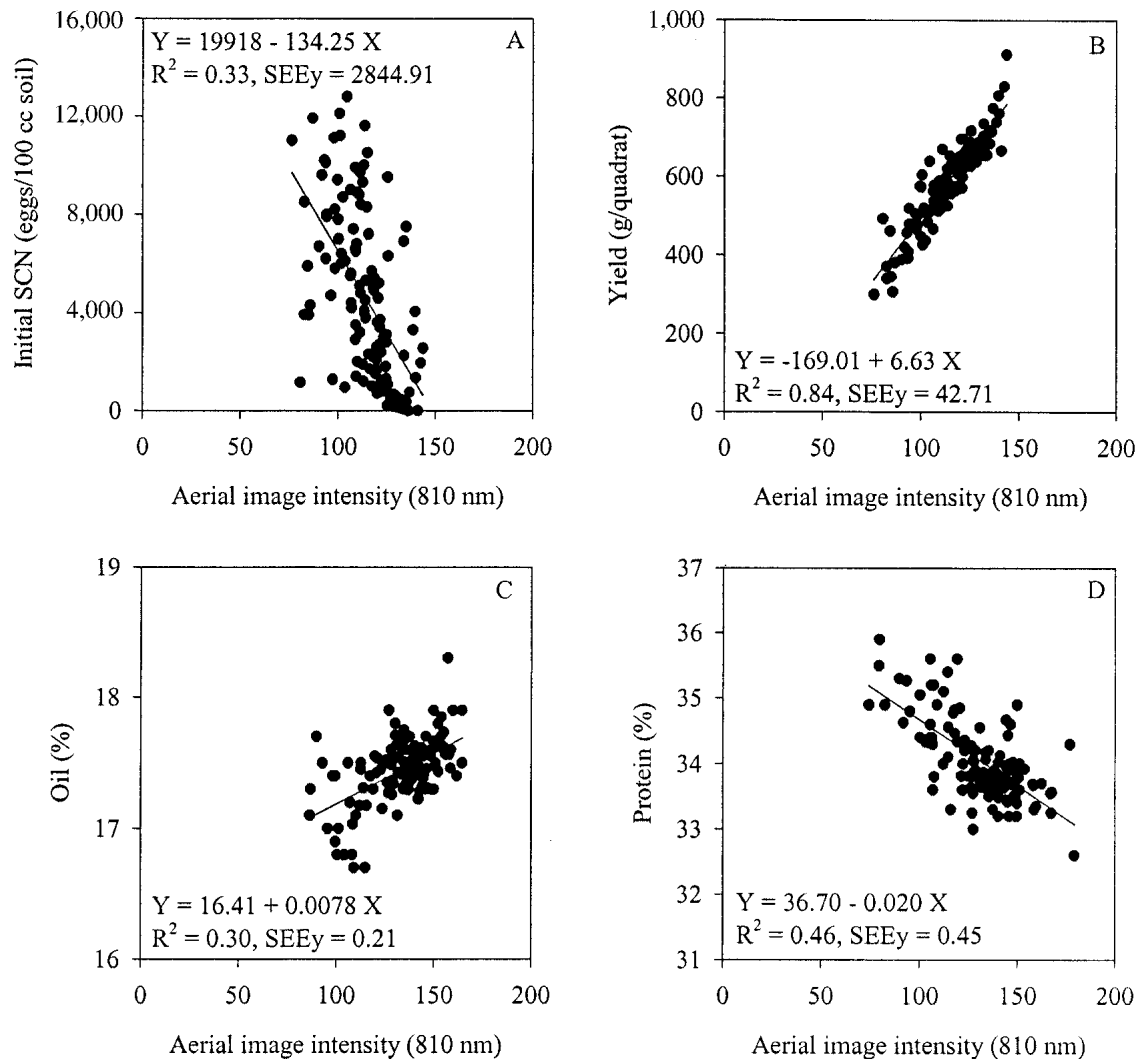 A
Y = 19918 - 134.25 X
R² = 0.33, SEEy = 2844.91
16,000
12,000
8,000
4,000
0
Initial SCN (eggs/100 cc soil)
0 50 100 150 200
Aerial image intensity (810 nm)
B
1,000
800
600
400
200
0
Yield (g/quadrat)
Y = -169.01 + 6.63 X
R² = 0.84, SEEy = 42.71
0 50 100 150 200
Aerial image intensity (810 nm)
C
19
18
17
16
Oil (%)
Y = 16.41 + 0.0078 X
R² = 0.30, SEEy = 0.21
0 50 100 150 200
Aerial image intensity (810 nm)
D
37
36
35
34
33
32
31
Protein (%)
Y = 36.70 - 0.020 X
R² = 0.46, SEEy = 0.45
0 50 100 150 200
Aerial image intensity (810 nm)